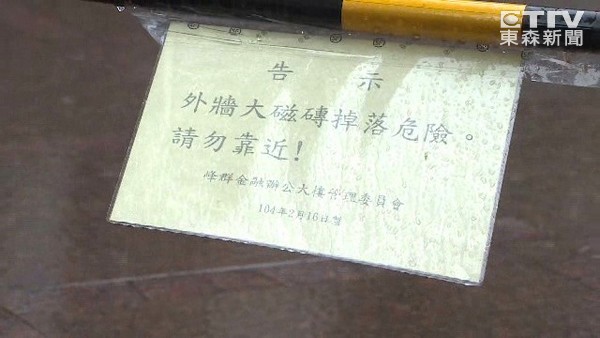 ETtv
東森新聞
告示
外牆大磁磚掉落危險。
請勿靠近!
峰群金融辦公大樓管理委員會
104年2月16日製